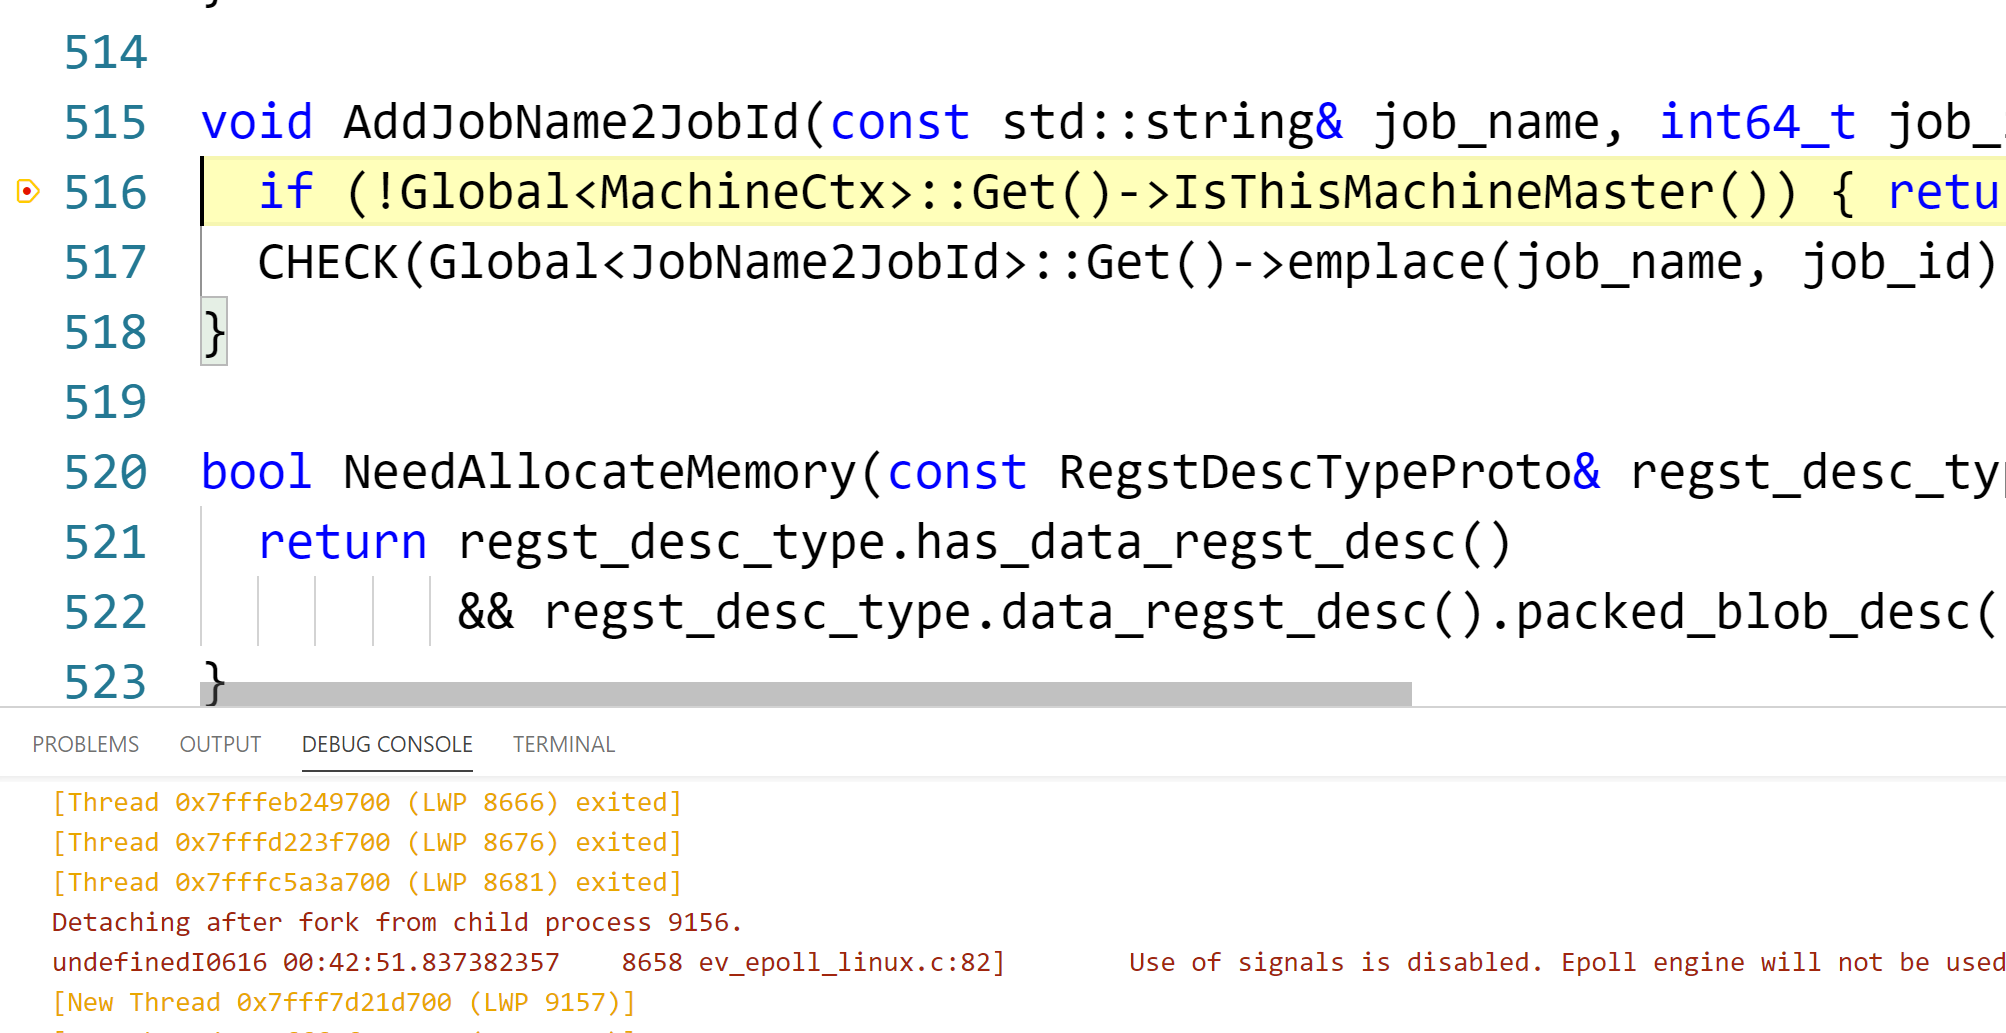 }
514
515 void AddJobName2JobId(const std::string& job_name, int64_t job_
516 if (!Global<MachineCtx>::Get()->IsThisMachineMaster()) { retu
517 CHECK(Global<JobName2JobId>::Get()->emplace(job_name, job_id)
518 }
519
520 bool NeedAllocateMemory(const RegstDescTypeProto& regst_desc_ty
521 return regst_desc_type.has_data_regst_desc()
522 && regst_desc_type.data_regst_desc().packed_blob_desc(
523 }
PROBLEMS OUTPUT DEBUG CONSOLE TERMINAL
[Thread 0x7fffeb249700 (LWP 8666) exited]
[Thread 0x7fffd223f700 (LWP 8676) exited]
[Thread 0x7fffc5a3a700 (LWP 8681) exited]
Detaching after fork from child process 9156.
undefinedI0616 00:42:51.837382357 8658 ev_epoll_linux.c:82] Use of signals is disabled. Epoll engine will not be used
[New Thread 0x7fff7d21d700 (LWP 9157)]